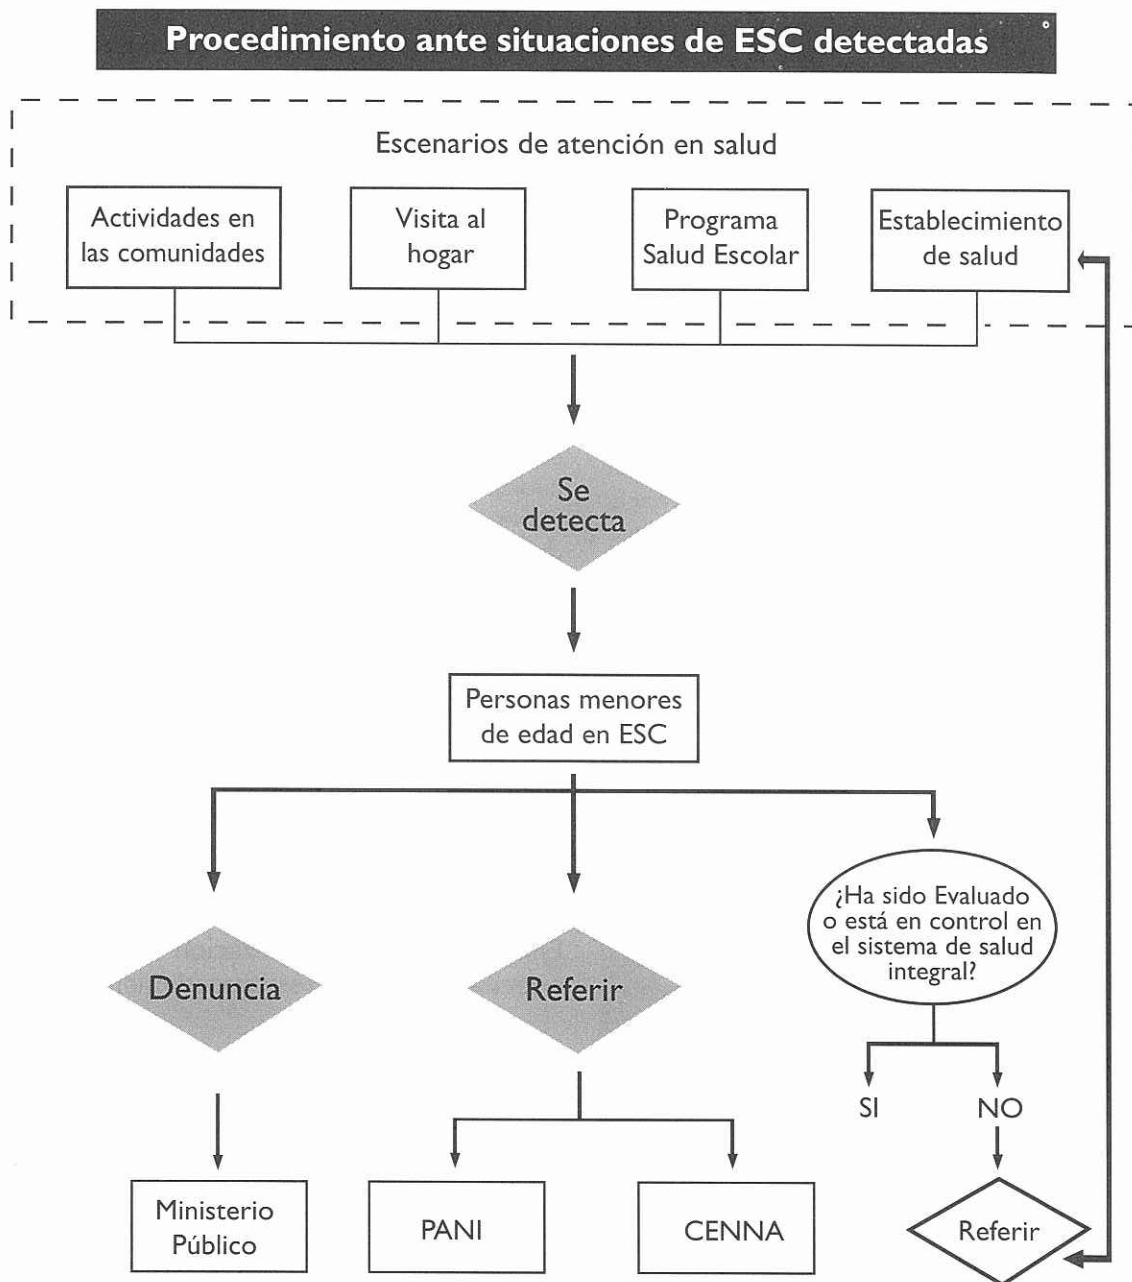 Procedimiento ante situaciones de ESC detectadas
Escenarios de atención en salud
Actividades en
las comunidades
Visita al
hogar
Programa
Salud Escolar
Establecimiento
de salud
Se
detecta
Personas menores
de edad en ESC
Denuncia
Referir
¿Ha sido Evaluado
o está en control en
el sistema de salud
integral?
SI
NO
Ministerio
Público
PANI
CENNA
Referir